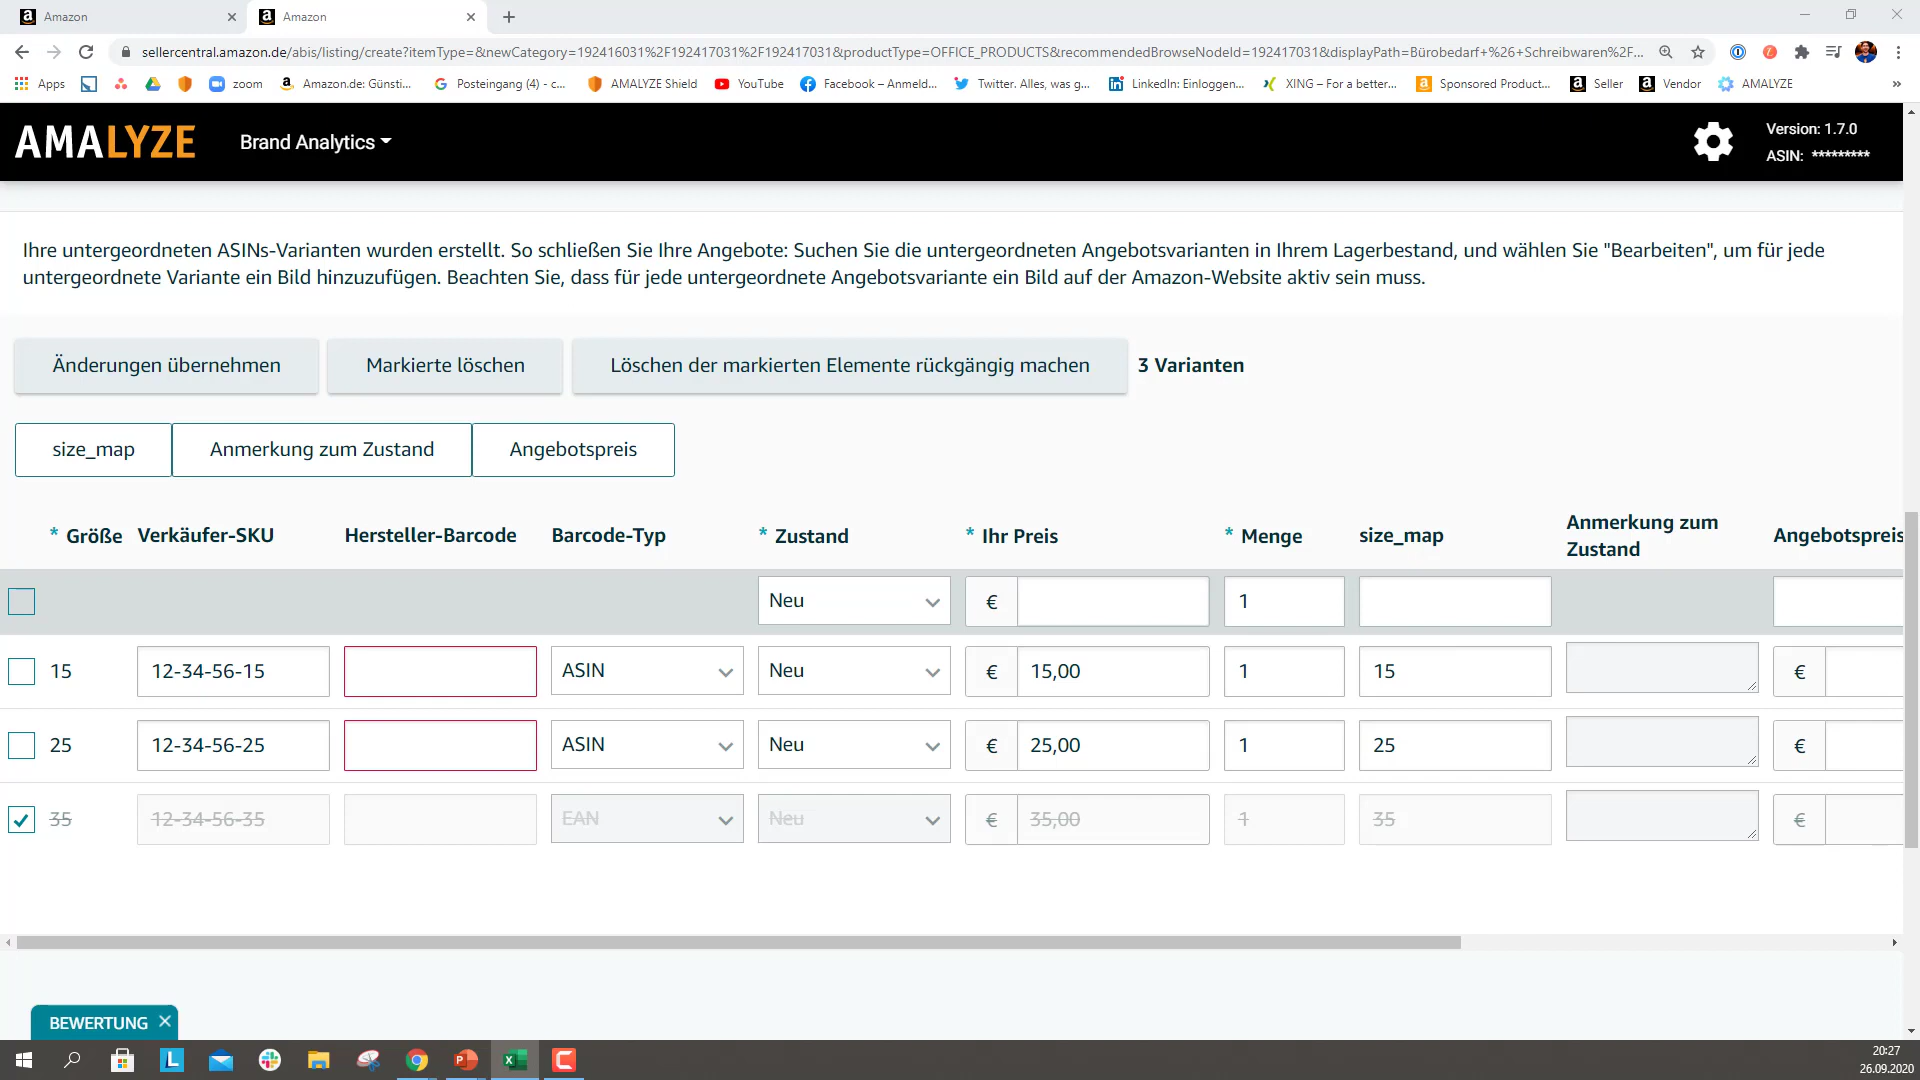 Amazon
Amazon
sellercentral.amazon.de/abis/listing/create?itemType=&newCategory=192416031%2F192417031%2F192417031&productType=OFFICE_PRODUCTS&recommendedBrowseNodeId=192417031&displayPath=Bürobedarf+%26+Schreibwaren%2F...
Apps
zoom
Amazon.de: Günsti...
Posteingang (4) - c...
AMALYZE Shield
YouTube
Facebook – Anmeld...
Twitter. Alles, was g...
LinkedIn: Einloggen...
XING – For a better...
Sponsored Product...
Seller
Vendor
AMALYZE
»
AMALYZE
Brand Analytics
Version: 1.7.0
ASIN: *********
Ihre untergeordneten ASINs-Varianten wurden erstellt. So schließen Sie Ihre Angebote: Suchen Sie die untergeordneten Angebotsvarianten in Ihrem Lagerbestand, und wählen Sie "Bearbeiten", um für jede
untergeordnete Variante ein Bild hinzuzufügen. Beachten Sie, dass für jede untergeordnete Angebotsvariante ein Bild auf der Amazon-Website aktiv sein muss.
Änderungen übernehmen
Markierte löschen
Löschen der markierten Elemente rückgängig machen
3 Varianten
size_map
Anmerkung zum Zustand
Angebotspreis
* Größe Verkäufer-SKU Hersteller-Barcode Barcode-Typ * Zustand * Ihr Preis * Menge size_map Anmerkung zum Zustand Angebotspreis
Neu € 1
15 12-34-56-15 ASIN Neu € 15,00 1 15 €
25 12-34-56-25 ASIN Neu € 25,00 1 25 €
35 12-34-56-35 EAN Neu € 35,00 1 35 €
BEWERTUNG
20:27
26.09.2020